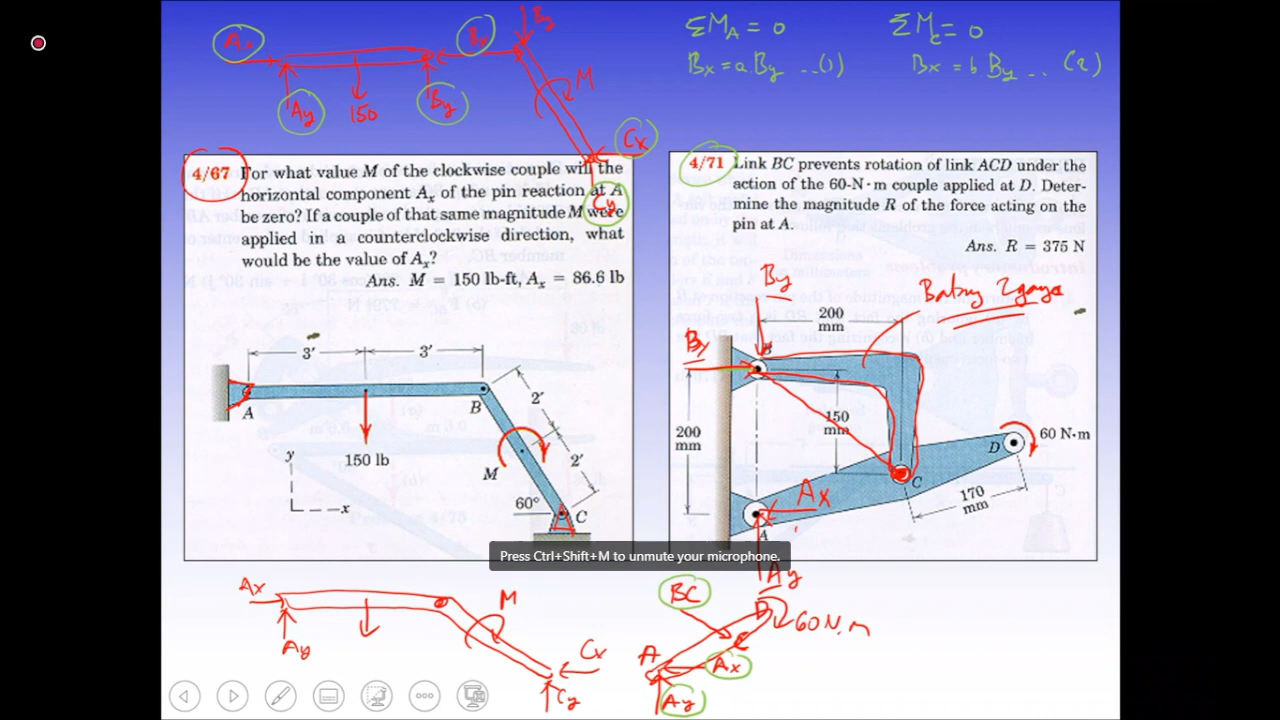 Ax
Ay
150
By
Bx
By
M
Cx
Cy
ΣM_A = 0
Bx = a By ... (1)
ΣM_C = 0
Bx = b By ... (2)
4/67 For what value M of the clockwise couple will the
horizontal component Ax of the pin reaction at A
be zero? If a couple of that same magnitude M were
applied in a counterclockwise direction, what
would be the value of Ax?
Ans. M = 150 lb-ft, Ax = 86.6 lb
3′
3′
2′
2′
A
B
M
150 lb
60°
C
y
x
4/71 Link BC prevents rotation of link ACD under the
action of the 60-N·m couple applied at D. Deter-
mine the magnitude R of the force acting on the
pin at A.
Ans. R = 375 N
By
Bx
200
mm
B
150
mm
200
mm
D
60 N·m
C
170
mm
Ax
A
Ay
Press Ctrl+Shift+M to unmute your microphone.
Ax
Ay
M
Cx
Cy
BC
D
60 N.m
C
A
Ax
Ay